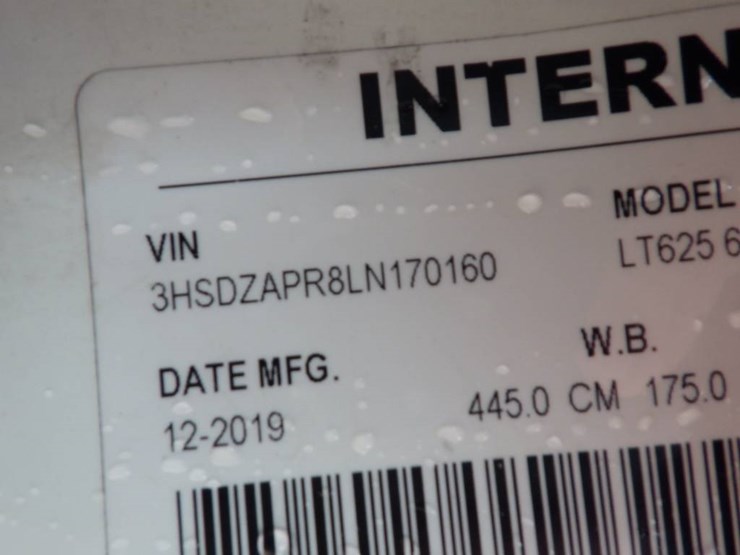 INTERN
VIN
3HSDZAPR8LN170160
MODEL
LT625 6
DATE MFG.
12-2019
W.B.
445.0 CM 175.0